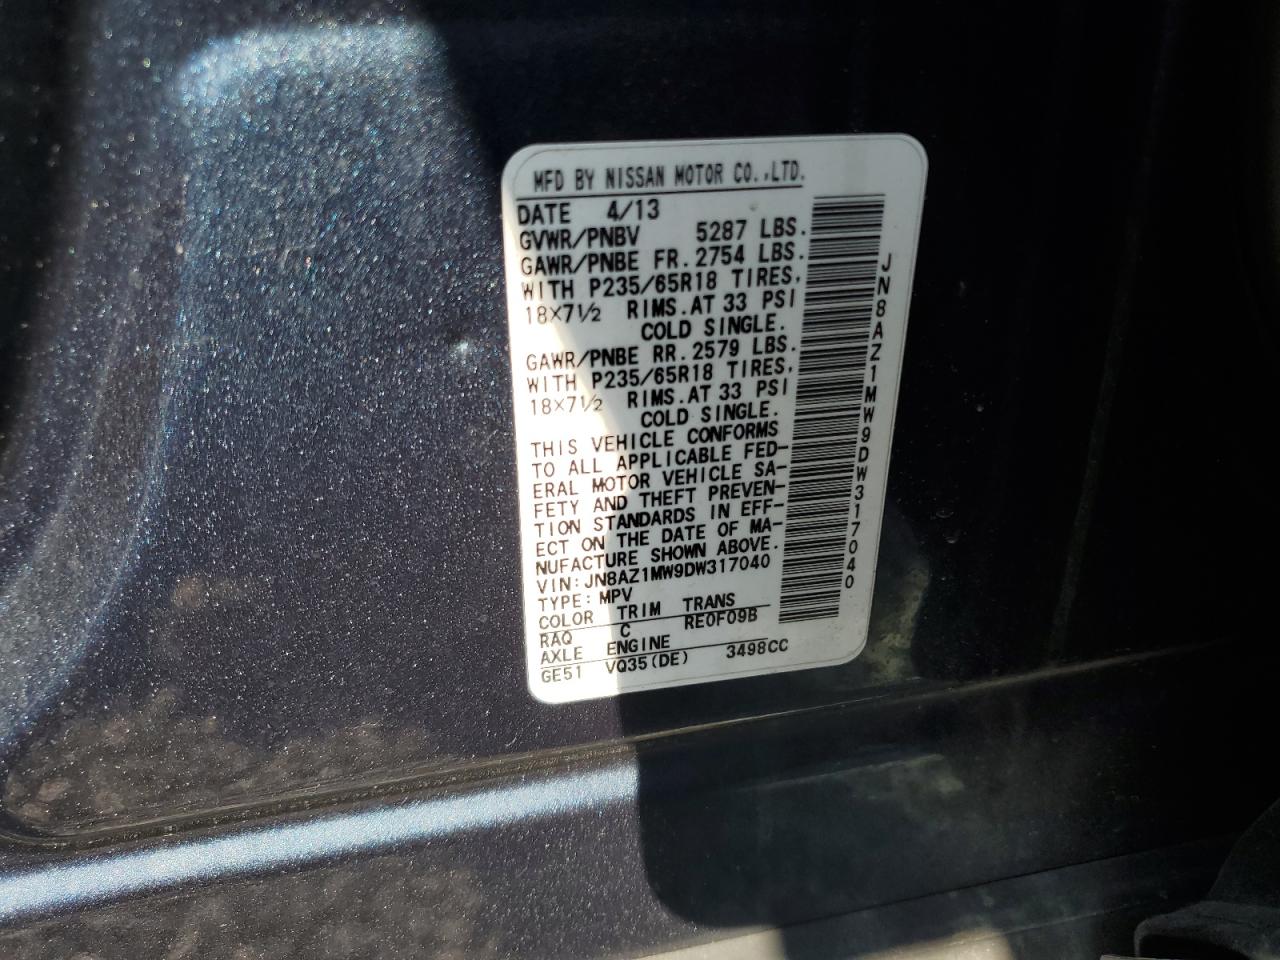 MFD BY NISSAN MOTOR CO.,LTD.
DATE 4/13
GVWR/PNBV 5287 LBS.
GAWR/PNBE FR. 2754 LBS.
WITH P235/65R18 TIRES,
18×7½ RIMS.AT 33 PSI
COLD SINGLE.
GAWR/PNBE RR. 2579 LBS.
WITH P235/65R18 TIRES,
18×7½ RIMS.AT 33 PSI
COLD SINGLE.
THIS VEHICLE CONFORMS
TO ALL APPLICABLE FED-
ERAL MOTOR VEHICLE SA-
FETY AND THEFT PREVEN-
TION STANDARDS IN EFF-
ECT ON THE DATE OF MA-
NUFACTURE SHOWN ABOVE.
VIN: JN8AZ1MW9DW317040
TYPE: MPV
COLOR TRIM TRANS
RAQ C RE0F09B
AXLE ENGINE
GE51 VQ35(DE) 3498CC
JN8AZ1MW9DW317040